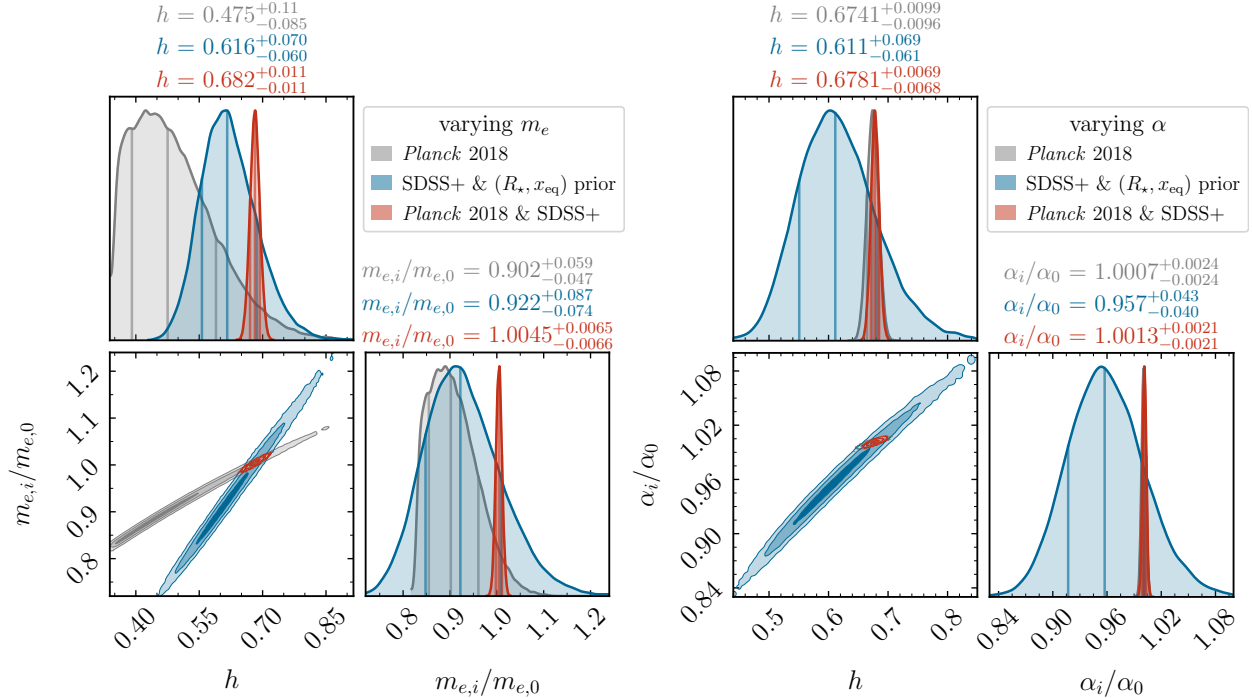 h = 0.475^{+0.11}_{-0.085}
h = 0.616^{+0.070}_{-0.060}
h = 0.682^{+0.011}_{-0.011}
varying m_e
Planck 2018
SDSS+ & (R_⋆, x_eq) prior
Planck 2018 & SDSS+
m_{e,i}/m_{e,0} = 0.902^{+0.059}_{-0.047}
m_{e,i}/m_{e,0} = 0.922^{+0.087}_{-0.074}
m_{e,i}/m_{e,0} = 1.0045^{+0.0065}_{-0.0066}
m_{e,i}/m_{e,0}
1.2
1.1
1.0
0.9
0.8
0.40 0.55 0.70 0.85
h
0.8 0.9 1.0 1.1 1.2
m_{e,i}/m_{e,0}
h = 0.6741^{+0.0099}_{-0.0096}
h = 0.611^{+0.069}_{-0.061}
h = 0.6781^{+0.0069}_{-0.0068}
varying α
Planck 2018
SDSS+ & (R_⋆, x_eq) prior
Planck 2018 & SDSS+
α_i/α_0 = 1.0007^{+0.0024}_{-0.0024}
α_i/α_0 = 0.957^{+0.043}_{-0.040}
α_i/α_0 = 1.0013^{+0.0021}_{-0.0021}
α_i/α_0
1.08
1.02
0.96
0.90
0.84
0.5 0.6 0.7 0.8
h
0.84 0.90 0.96 1.02 1.08
α_i/α_0